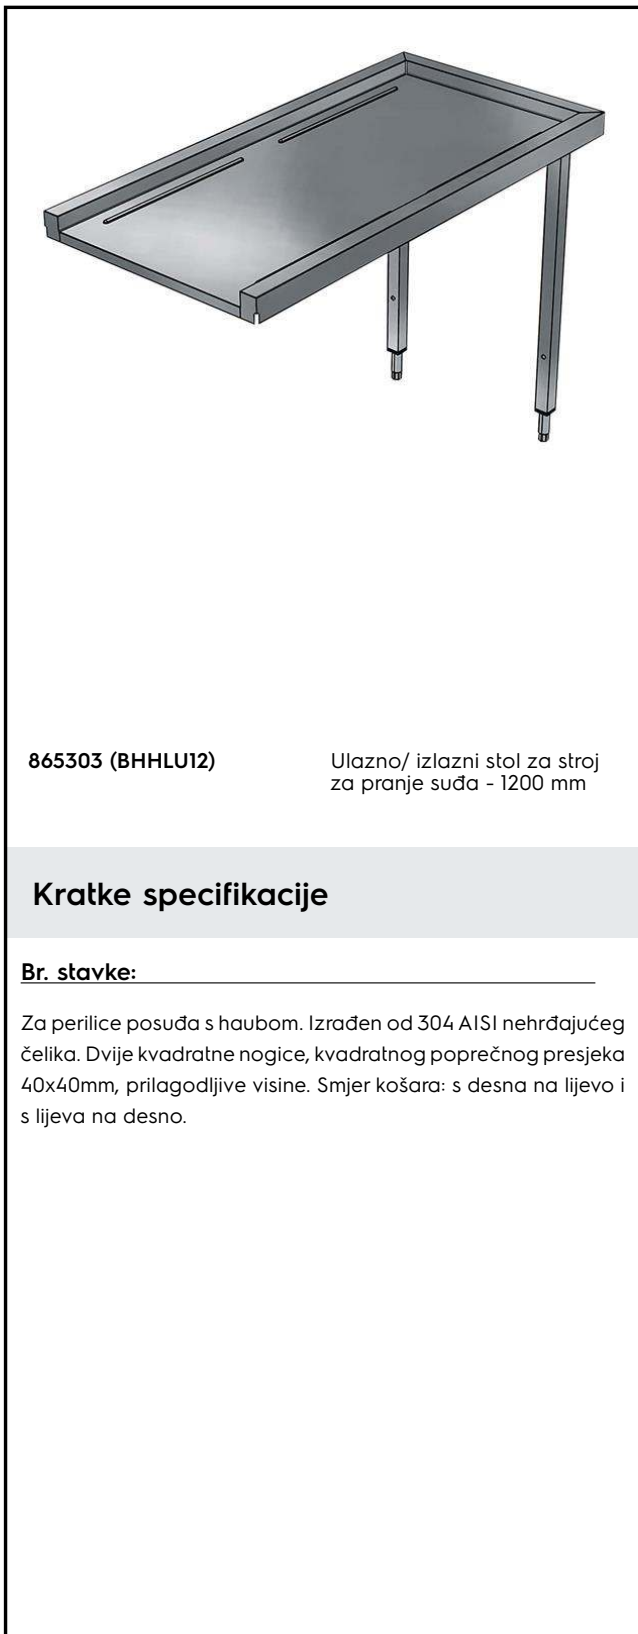 865303 (BHHLU12)
Ulazno/ izlazni stol za stroj
za pranje suđa - 1200 mm
Kratke specifikacije
Br. stavke:
Za perilice posuđa s haubom. Izrađen od 304 AISI nehrđajućeg
čelika. Dvije kvadratne nogice, kvadratnog poprečnog presjeka
40x40mm, prilagodljive visine. Smjer košara: s desna na lijevo i
s lijeva na desno.